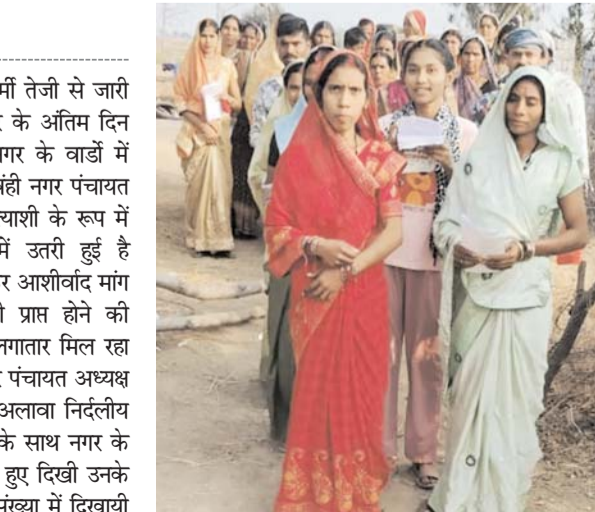 र्मी तेजी से जारी
र के अंतिम दिन
गर के वार्डो में
ंही नगर पंचायत
त्याशी के रूप में
में उतरी हुई है
र आशीर्वाद मांग
ी प्राप्त होने की
लगातार मिल रहा
र पंचायत अध्यक्ष
अलावा निर्दलीय
के साथ नगर के
हुए दिखी उनके
संख्या में दिखायी